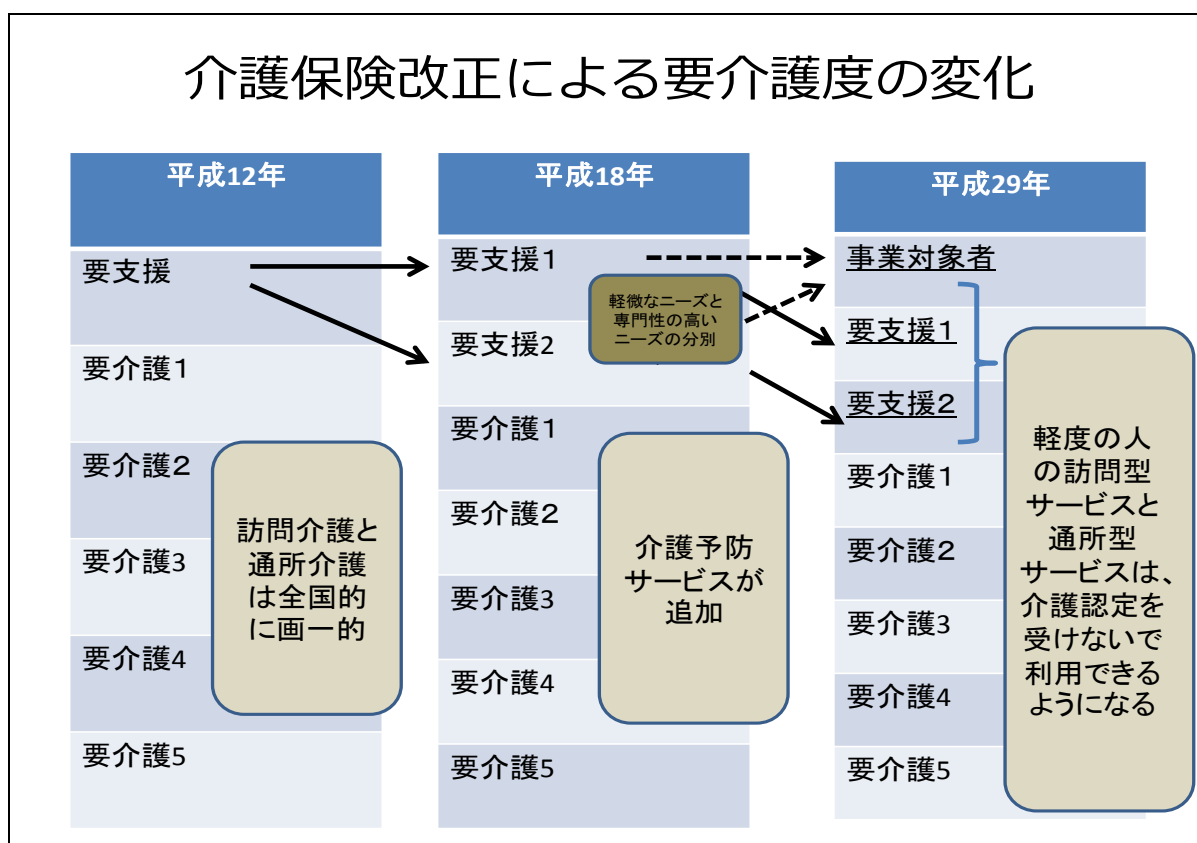 介護保険改正による要介護度の変化
平成12年
要支援
要介護１
要介護２
要介護3
要介護4
要介護5
訪問介護と
通所介護
は全国的
に画一的
平成18年
要支援１
要支援２
要介護１
要介護２
要介護3
要介護4
要介護5
軽微なニーズと
専門性の高い
ニーズの分別
介護予防
サービスが
追加
平成29年
事業対象者
要支援１
要支援２
要介護１
要介護２
要介護3
要介護4
要介護5
軽度の人
の訪問型
サービスと
通所型
サービスは、
介護認定を
受けないで
利用できる
ようになる